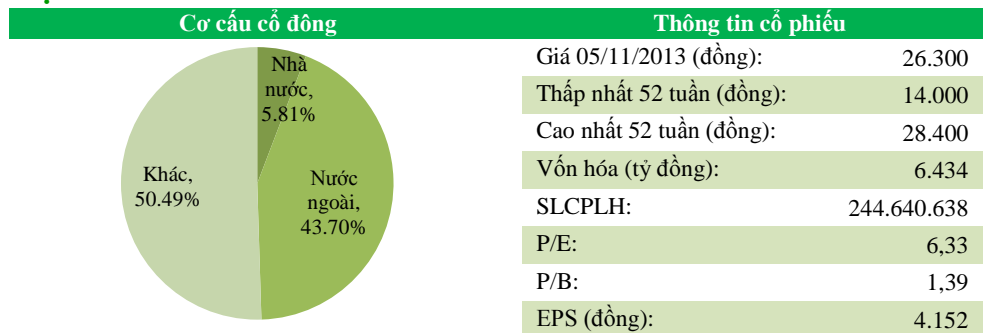 Cơ cấu cổ đông
Nhà
nước,
5.81%
Khác,
50.49%
Nước
ngoài,
43.70%
Thông tin cổ phiếu
Giá 05/11/2013 (đồng): 26.300
Thấp nhất 52 tuần (đồng): 14.000
Cao nhất 52 tuần (đồng): 28.400
Vốn hóa (tỷ đồng): 6.434
SLCPLH: 244.640.638
P/E: 6,33
P/B: 1,39
EPS (đồng): 4.152